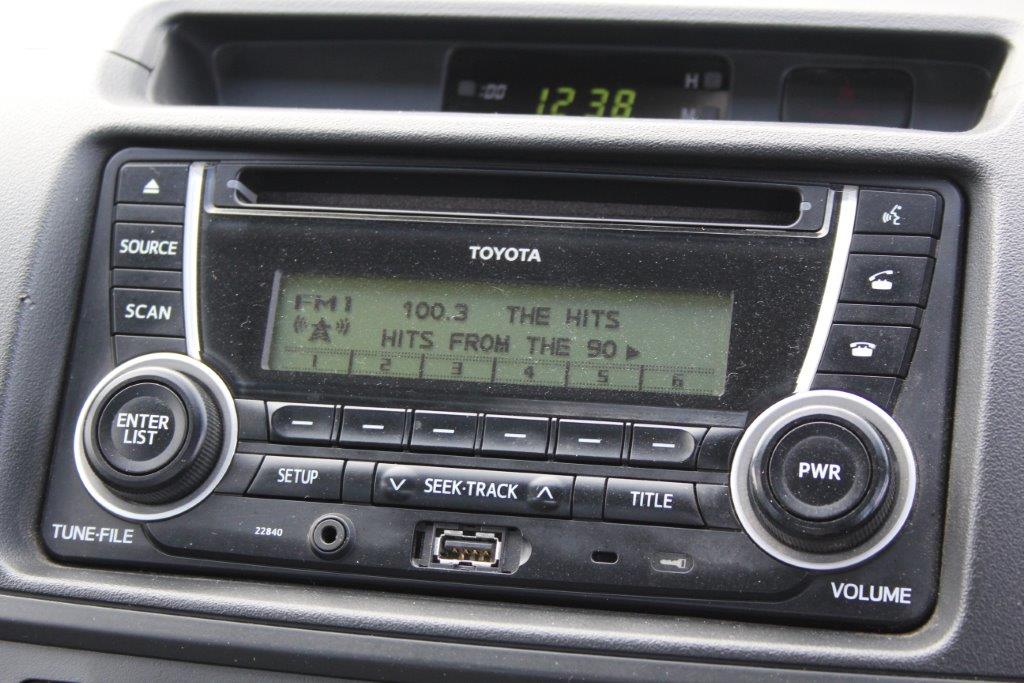 :00
H
12:38
M
TOYOTA
SOURCE
SCAN
FM1 100.3 THE HITS
HITS FROM THE 90
1 2 3 4 5 6
ENTER
LIST
SETUP
SEEK·TRACK
TITLE
PWR
TUNE·FILE
22840
VOLUME